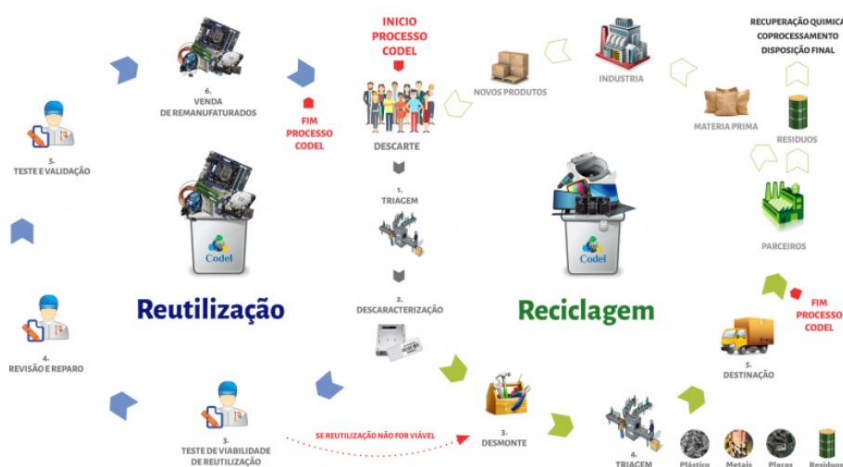 INICIO
PROCESSO
CODEL
DESCARTE
1.
TRIAGEM
2.
DESCARACTERIZAÇÃO
Codel
Reutilização
3.
TESTE DE VIABILIDADE
DE REUTILIZAÇÃO
SE REUTILIZAÇÃO NÃO FOR VIÁVEL
4.
REVISÃO E REPARO
5.
TESTE E VALIDAÇÃO
6.
VENDA
DE REMANUFATURADOS
FIM
PROCESSO
CODEL
Codel
Reciclagem
3.
DESMONTE
4.
TRIAGEM
Plástico Metais Placas Resíduos
5.
DESTINAÇÃO
FIM
PROCESSO
CODEL
PARCEIROS
RESIDUOS
RECUPERAÇÃO QUIMICA
COPROCESSAMENTO
DISPOSIÇÃO FINAL
MATERIA PRIMA
INDUSTRIA
NOVOS PRODUTOS